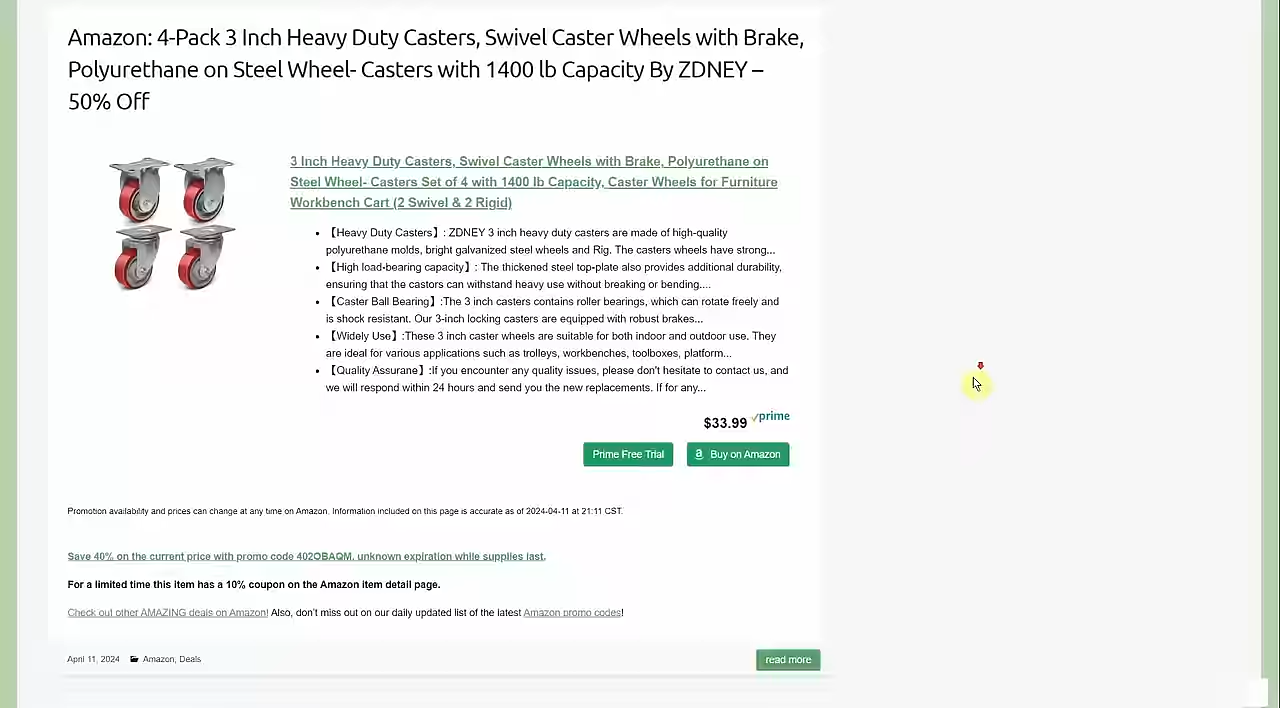 Amazon: 4-Pack 3 Inch Heavy Duty Casters, Swivel Caster Wheels with Brake,
Polyurethane on Steel Wheel- Casters with 1400 lb Capacity By ZDNEY –
50% Off
3 Inch Heavy Duty Casters, Swivel Caster Wheels with Brake, Polyurethane on
Steel Wheel- Casters Set of 4 with 1400 lb Capacity, Caster Wheels for Furniture
Workbench Cart (2 Swivel & 2 Rigid)
• 【Heavy Duty Casters】: ZDNEY 3 inch heavy duty casters are made of high-quality
polyurethane molds, bright galvanized steel wheels and Rig. The casters wheels have strong...
• 【High load-bearing capacity】: The thickened steel top-plate also provides additional durability,
ensuring that the castors can withstand heavy use without breaking or bending....
• 【Caster Ball Bearing】:The 3 inch casters contains roller bearings, which can rotate freely and
is shock resistant. Our 3-inch locking casters are equipped with robust brakes...
• 【Widely Use】:These 3 inch caster wheels are suitable for both indoor and outdoor use. They
are ideal for various applications such as trolleys, workbenches, toolboxes, platform...
• 【Quality Assurane】:If you encounter any quality issues, please don't hesitate to contact us, and
we will respond within 24 hours and send you the new replacements. If for any...
$33.99 prime
Prime Free Trial
Buy on Amazon
Promotion availability and prices can change at any time on Amazon. Information included on this page is accurate as of 2024-04-11 at 21:11 CST.
Save 40% on the current price with promo code 402OBAQM. unknown expiration while supplies last.
For a limited time this item has a 10% coupon on the Amazon item detail page.
Check out other AMAZING deals on Amazon! Also, don't miss out on our daily updated list of the latest Amazon promo codes!
April 11, 2024 Amazon, Deals
read more